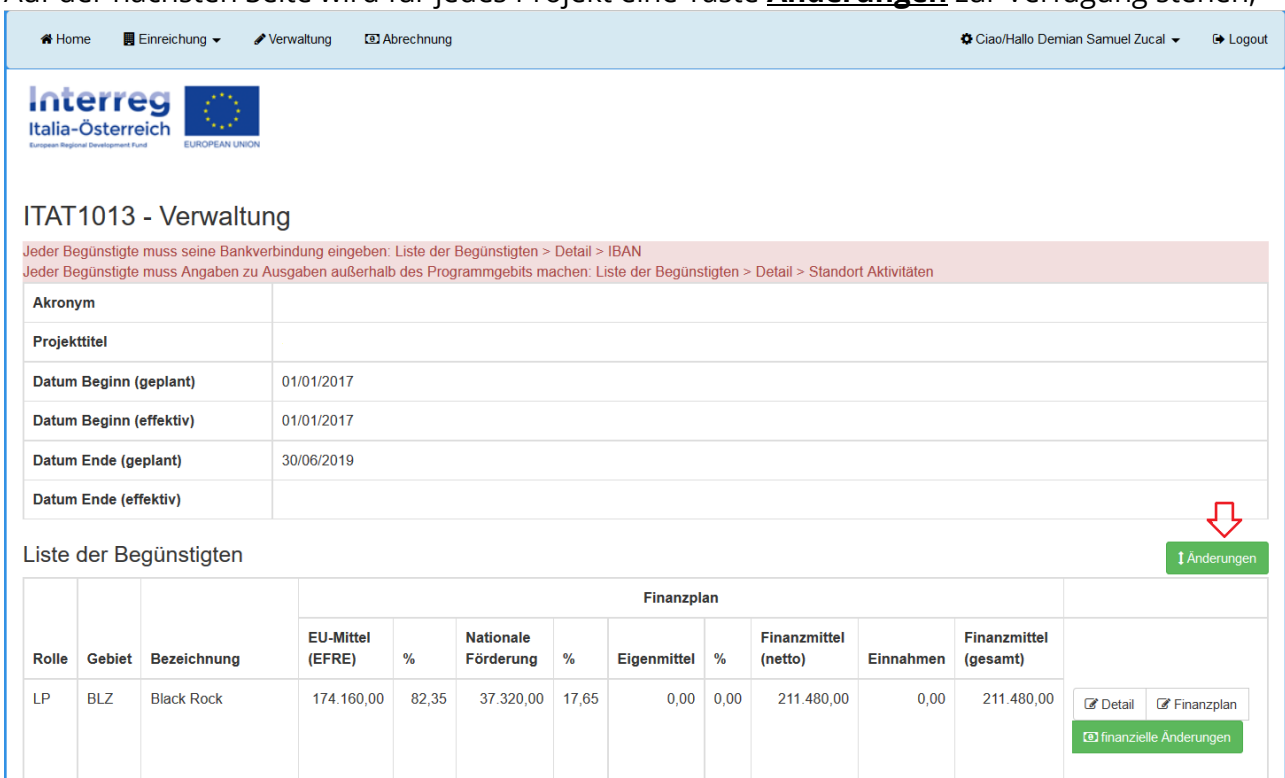 Auf der nächsten Seite wird für jedes Projekt eine Taste Änderungen zur Verfügung stehen,
Home Einreichung Verwaltung Abrechnung Ciao/Hallo Demian Samuel Zucal Logout
Interreg
Italia-Österreich
European Regional Development Fund EUROPEAN UNION
ITAT1013 - Verwaltung
Jeder Begünstigte muss seine Bankverbindung eingeben: Liste der Begünstigten > Detail > IBAN
Jeder Begünstigte muss Angaben zu Ausgaben außerhalb des Programmgebits machen: Liste der Begünstigten > Detail > Standort Aktivitäten
Akronym
Projekttitel
Datum Beginn (geplant) 01/01/2017
Datum Beginn (effektiv) 01/01/2017
Datum Ende (geplant) 30/06/2019
Datum Ende (effektiv)
Liste der Begünstigten Änderungen
Finanzplan
Rolle Gebiet Bezeichnung EU-Mittel (EFRE) % Nationale Förderung % Eigenmittel % Finanzmittel (netto) Einnahmen Finanzmittel (gesamt)
LP BLZ Black Rock 174.160,00 82,35 37.320,00 17,65 0,00 0,00 211.480,00 0,00 211.480,00 Detail Finanzplan
finanzielle Änderungen